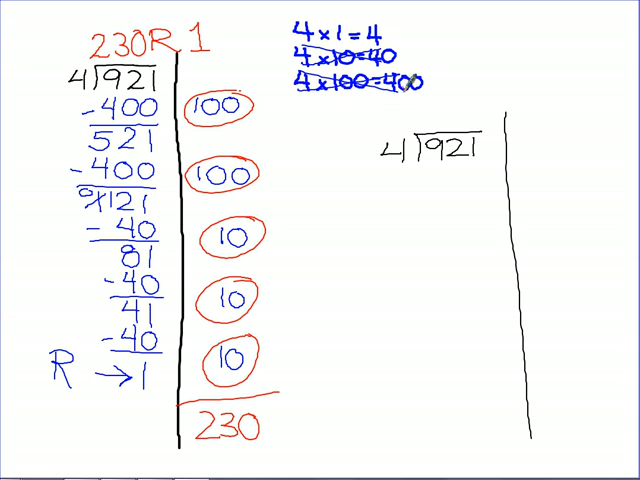 230 R 1
4)921
-400 100
521
-400 100
121
-40 10
81
-40 10
41
-40 10
R → 1
230
4 x 1 = 4
4 x 10 = 40
4 x 100 = 400
4)921